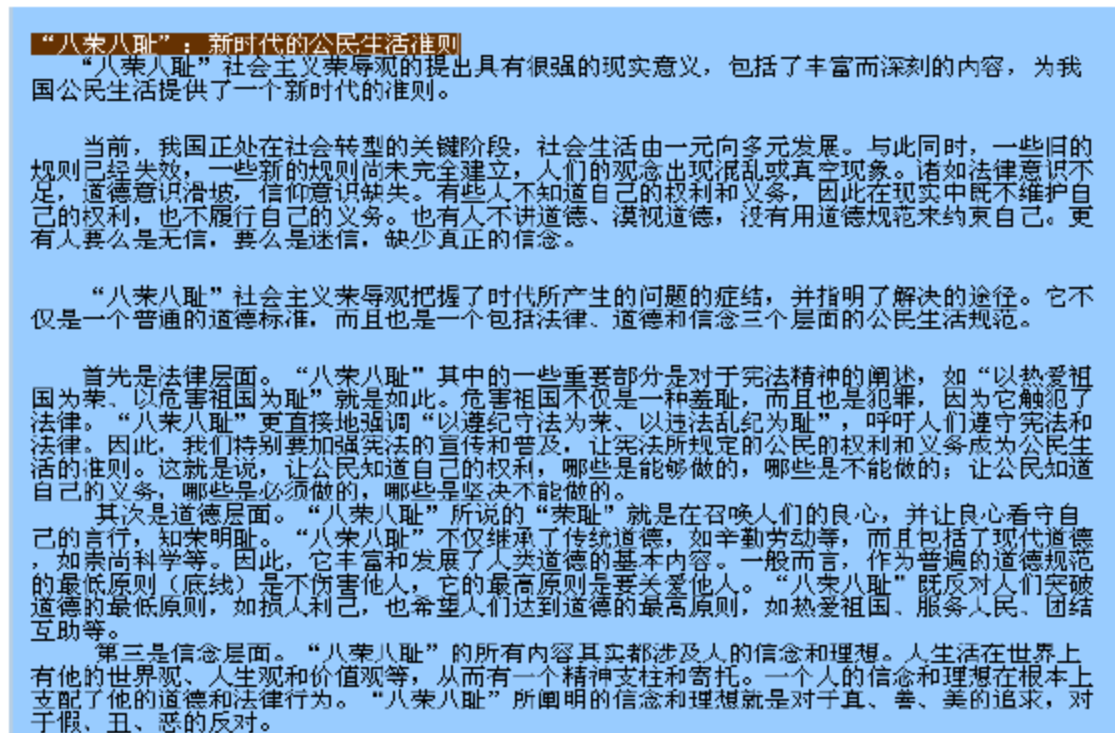 “八荣八耻”：新时代的公民生活准则
“八荣八耻”社会主义荣辱观的提出具有很强的现实意义，包括了丰富而深刻的内容，为我
国公民生活提供了一个新时代的准则。
当前，我国正处在社会转型的关键阶段，社会生活由一元向多元发展。与此同时，一些旧的
规则已经失效，一些新的规则尚未完全建立，人们的观念出现混乱或真空现象。诸如法律意识不
足，道德意识滑坡，信仰意识缺失。有些人不知道自己的权利和义务，因此在现实中既不维护自
己的权利，也不履行自己的义务。也有人不讲道德、漠视道德，没有用道德规范来约束自己。更
有人要么是无信，要么是迷信，缺少真正的信念。
“八荣八耻”社会主义荣辱观把握了时代所产生的问题的症结，并指明了解决的途径。它不
仅是一个普通的道德标准，而且也是一个包括法律、道德和信念三个层面的公民生活规范。
首先是法律层面。“八荣八耻”其中的一些重要部分是对于宪法精神的阐述，如“以热爱祖
国为荣、以危害祖国为耻”就是如此。危害祖国不仅是一种羞耻，而且也是犯罪，因为它触犯了
法律。“八荣八耻”更直接地强调“以遵纪守法为荣、以违法乱纪为耻”，呼吁人们遵守宪法和
法律。因此，我们特别要加强宪法的宣传和普及，让宪法所规定的公民的权利和义务成为公民生
活的准则。这就是说，让公民知道自己的权利，哪些是能够做的，哪些是不能做的；让公民知道
自己的义务，哪些是必须做的，哪些是坚决不能做的。
其次是道德层面。“八荣八耻”所说的“荣耻”就是在召唤人们的良心，并让良心看守自
己的言行，知荣明耻。“八荣八耻”不仅继承了传统道德，如辛勤劳动等，而且包括了现代道德
，如崇尚科学等。因此，它丰富和发展了人类道德的基本内容。一般而言，作为普遍的道德规范
的最低原则（底线）是不伤害他人，它的最高原则是要关爱他人。“八荣八耻”既反对人们突破
道德的最低原则，如损人利己，也希望人们达到道德的最高原则，如热爱祖国、服务人民、团结
互助等。
第三是信念层面。“八荣八耻”的所有内容其实都涉及人的信念和理想。人生活在世界上
有他的世界观、人生观和价值观等，从而有一个精神支柱和寄托。一个人的信念和理想在根本上
支配了他的道德和法律行为。“八荣八耻”所阐明的信念和理想就是对于真、善、美的追求，对
于假、丑、恶的反对。